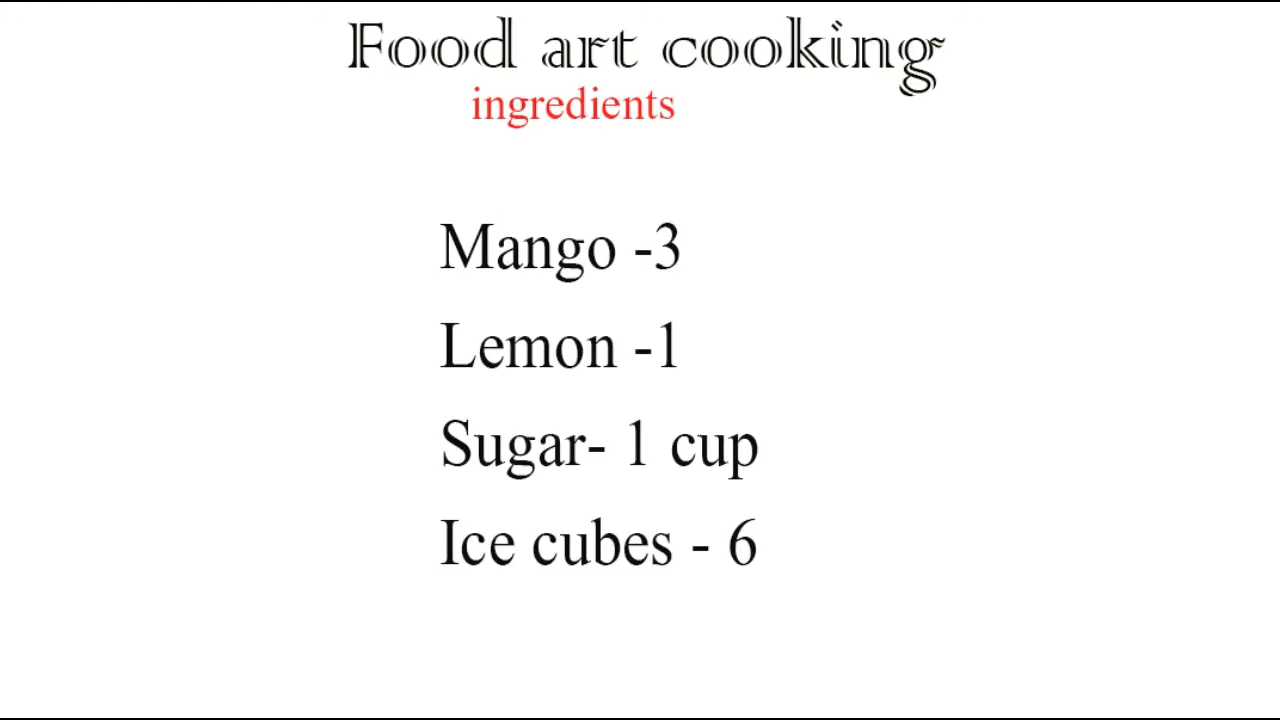 Food art cooking
ingredients
Mango -3
Lemon -1
Sugar- 1 cup
Ice cubes - 6